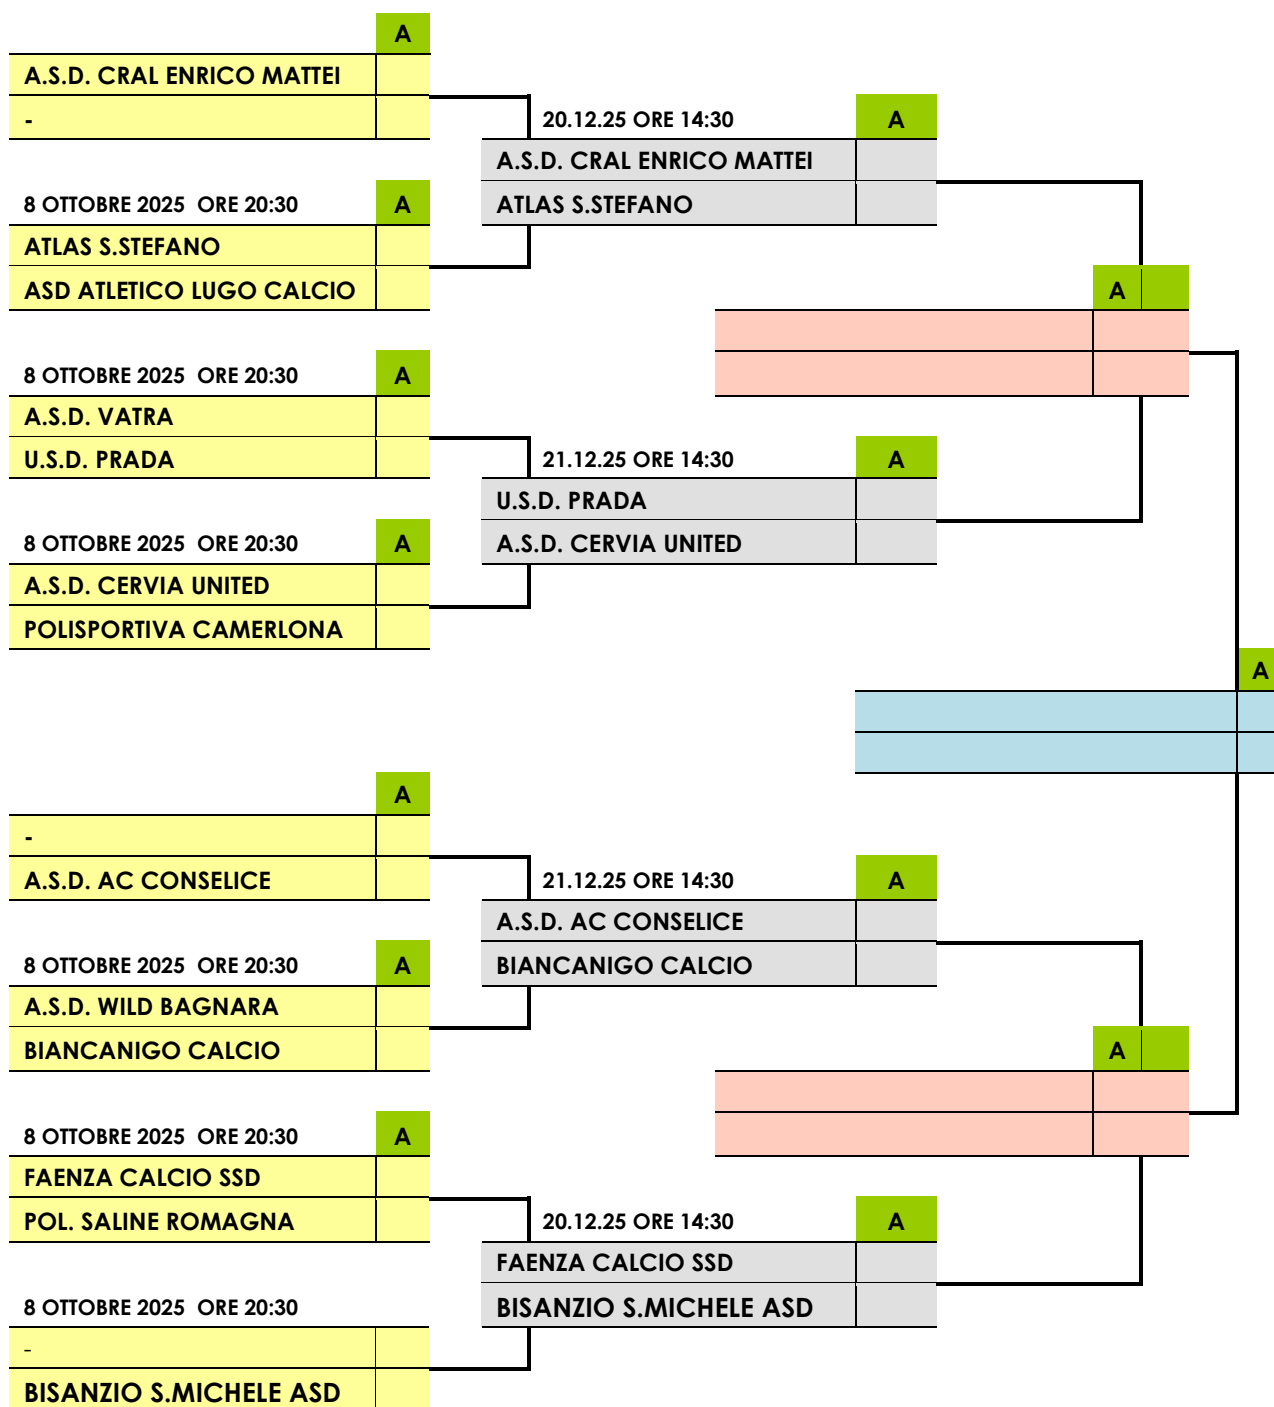 A
A.S.D. CRAL ENRICO MATTEI
-
20.12.25 ORE 14:30 A
A.S.D. CRAL ENRICO MATTEI
8 OTTOBRE 2025 ORE 20:30 A
ATLAS S.STEFANO
ATLAS S.STEFANO
ASD ATLETICO LUGO CALCIO
A
8 OTTOBRE 2025 ORE 20:30 A
A.S.D. VATRA
U.S.D. PRADA
21.12.25 ORE 14:30 A
U.S.D. PRADA
8 OTTOBRE 2025 ORE 20:30 A
A.S.D. CERVIA UNITED
A.S.D. CERVIA UNITED
POLISPORTIVA CAMERLONA
A
A
-
A.S.D. AC CONSELICE
21.12.25 ORE 14:30 A
A.S.D. AC CONSELICE
8 OTTOBRE 2025 ORE 20:30 A
BIANCANIGO CALCIO
A.S.D. WILD BAGNARA
BIANCANIGO CALCIO
A
8 OTTOBRE 2025 ORE 20:30 A
FAENZA CALCIO SSD
POL. SALINE ROMAGNA
20.12.25 ORE 14:30 A
FAENZA CALCIO SSD
8 OTTOBRE 2025 ORE 20:30
BISANZIO S.MICHELE ASD
-
BISANZIO S.MICHELE ASD